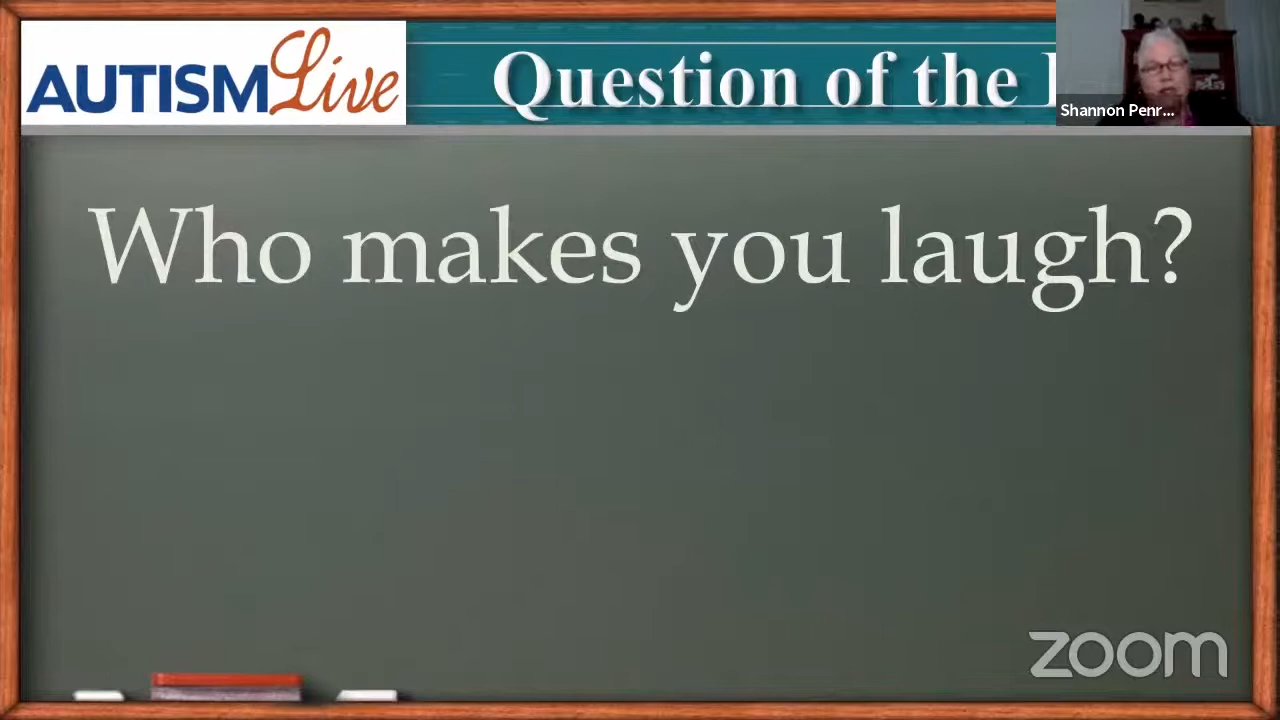 AUTISM Live
Question of the
Shannon Penr...
Who makes you laugh?
zoom